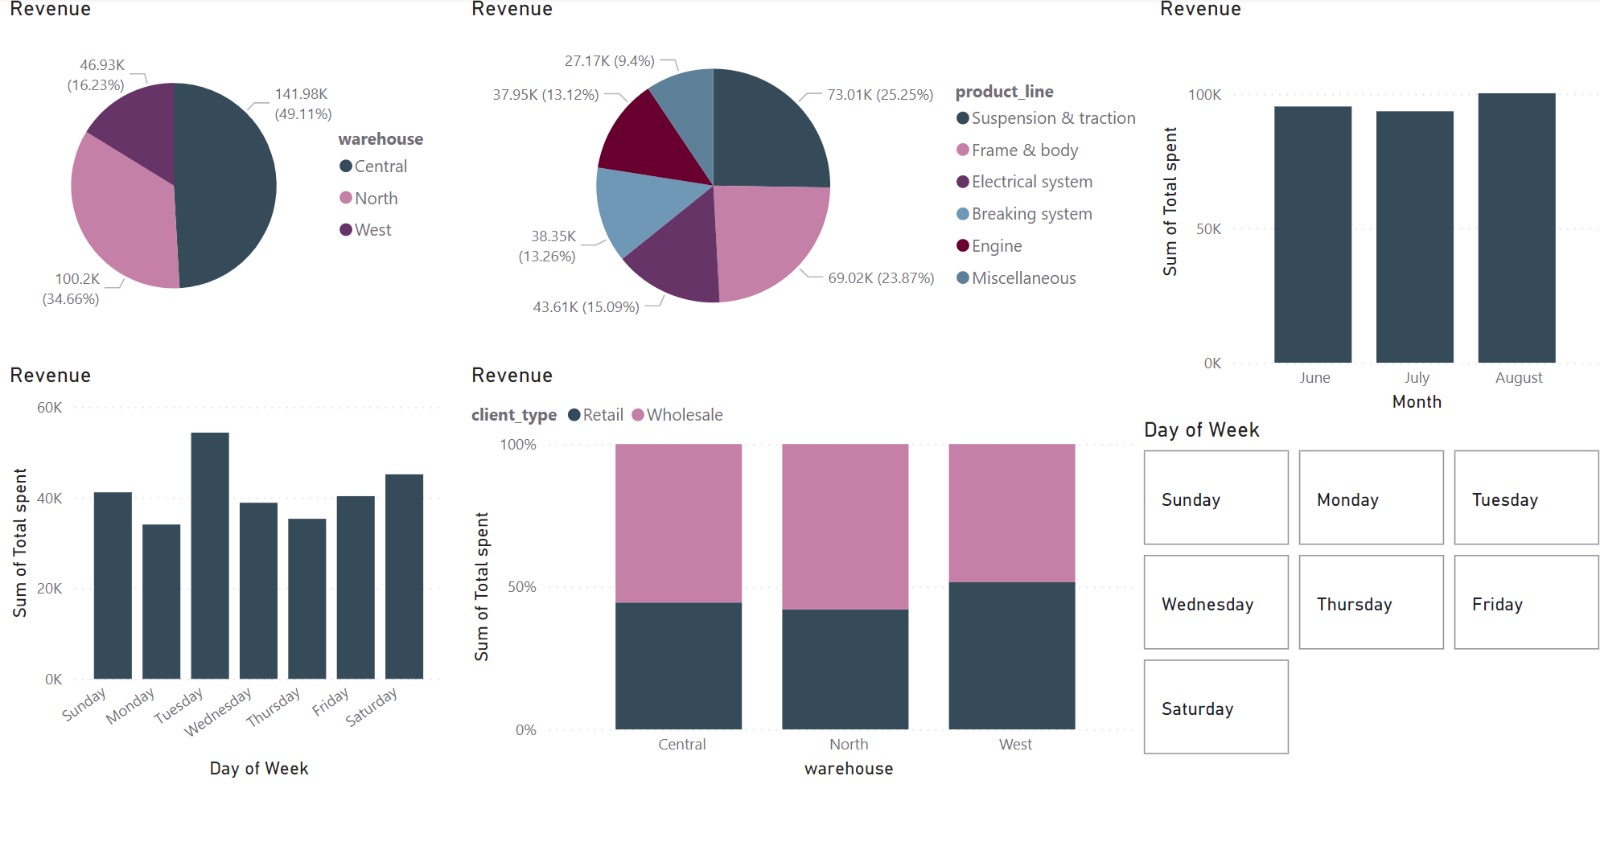 Revenue
46.93K
(16.23%)
141.98K
(49.11%)
warehouse
Central
North
West
100.2K
(34.66%)
Revenue
27.17K (9.4%)
37.95K (13.12%)
73.01K (25.25%)
38.35K
(13.26%)
43.61K (15.09%)
69.02K (23.87%)
product_line
Suspension & traction
Frame & body
Electrical system
Breaking system
Engine
Miscellaneous
Revenue
Sum of Total spent
100K
50K
0K
June
July
August
Month
Revenue
Sum of Total spent
60K
40K
20K
0K
Sunday
Monday
Tuesday
Wednesday
Thursday
Friday
Saturday
Day of Week
Revenue
client_type Retail Wholesale
Sum of Total spent
100%
50%
0%
Central
North
West
warehouse
Day of Week
Sunday
Monday
Tuesday
Wednesday
Thursday
Friday
Saturday